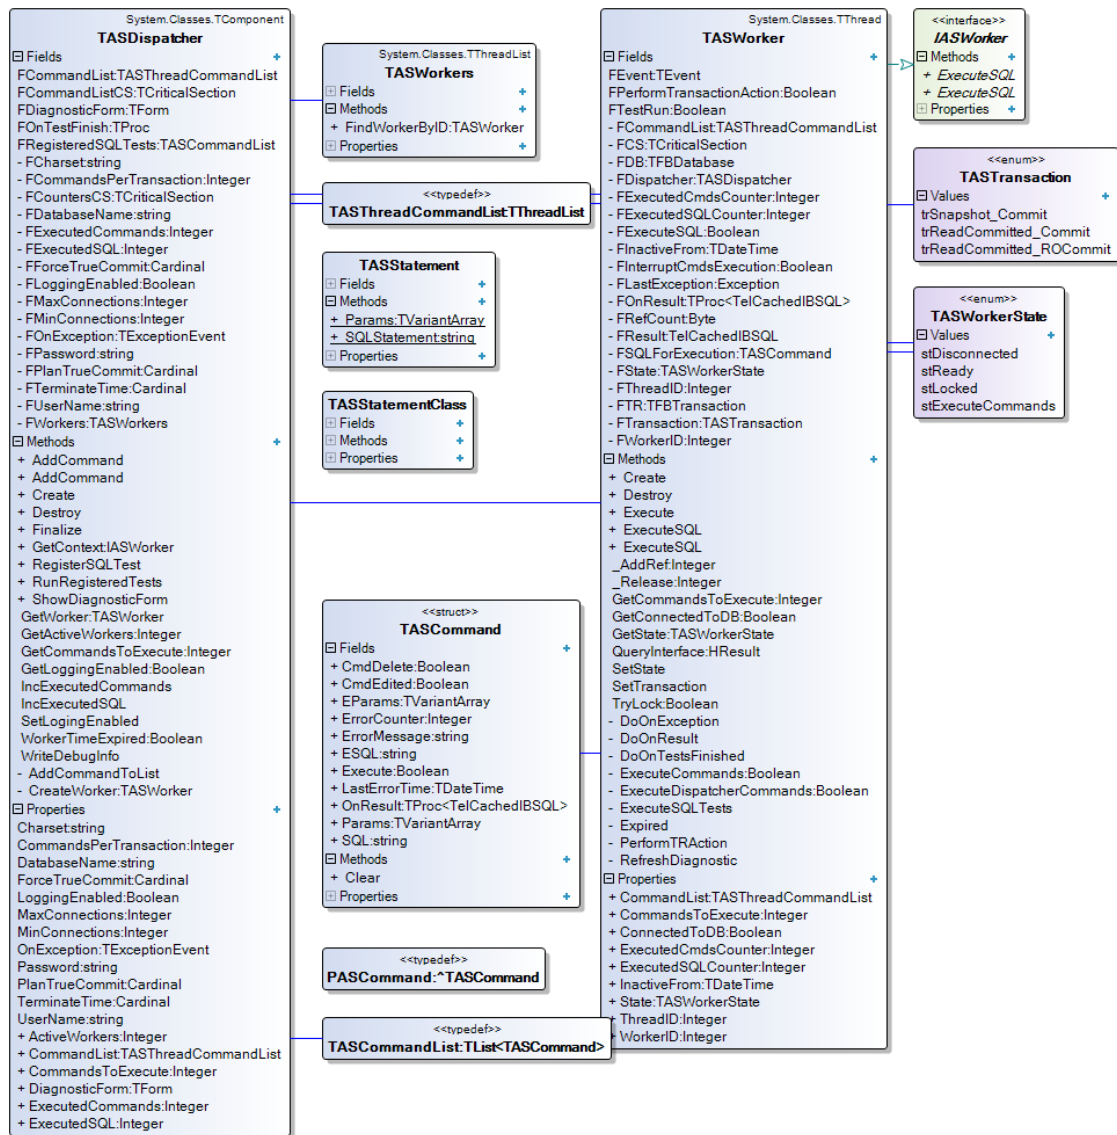 System.Classes.TComponent
TASDispatcher
Fields
FCommandList:TASThreadCommandList
FCommandListCS:TCriticalSection
FDiagnosticForm:TForm
FOnTestFinish:TProc
FRegisteredSQLTests:TASCommandList
- FCharset:string
- FCommandsPerTransaction:Integer
- FCountersCS:TCriticalSection
- FDatabaseName:string
- FExecutedCommands:Integer
- FExecutedSQL:Integer
- FForceTrueCommit:Cardinal
- FLoggingEnabled:Boolean
- FMaxConnections:Integer
- FMinConnections:Integer
- FOnException:TExceptionEvent
- FPassword:string
- FPlanTrueCommit:Cardinal
- FTerminateTime:Cardinal
- FUserName:string
- FWorkers:TASWorkers
Methods
+ AddCommand
+ AddCommand
+ Create
+ Destroy
+ Finalize
+ GetContext:IASWorker
+ RegisterSQLTest
+ RunRegisteredTests
+ ShowDiagnosticForm
GetWorker:TASWorker
GetActiveWorkers:Integer
GetCommandsToExecute:Integer
GetLoggingEnabled:Boolean
IncExecutedCommands
IncExecutedSQL
SetLogingEnabled
WorkerTimeExpired:Boolean
WriteDebugInfo
- AddCommandToList
- CreateWorker:TASWorker
Properties
Charset:string
CommandsPerTransaction:Integer
DatabaseName:string
ForceTrueCommit:Cardinal
LoggingEnabled:Boolean
MaxConnections:Integer
MinConnections:Integer
OnException:TExceptionEvent
Password:string
PlanTrueCommit:Cardinal
TerminateTime:Cardinal
UserName:string
+ ActiveWorkers:Integer
+ CommandList:TASThreadCommandList
+ CommandsToExecute:Integer
+ DiagnosticForm:TForm
+ ExecutedCommands:Integer
+ ExecutedSQL:Integer
System.Classes.TThreadList
TASWorkers
Fields
Methods
+ FindWorkerByID:TASWorker
Properties
<<typedef>>
TASThreadCommandList:TThreadList
TASStatement
Fields
Methods
+ Params:TVariantArray
+ SQLStatement:string
Properties
TASStatementClass
Fields
Methods
Properties
<<struct>>
TASCommand
Fields
+ CmdDelete:Boolean
+ CmdEdited:Boolean
+ EParams:TVariantArray
+ ErrorCounter:Integer
+ ErrorMessage:string
+ ESQL:string
+ Execute:Boolean
+ LastErrorTime:TDateTime
+ OnResult:TProc<TelCachedIBSQL>
+ Params:TVariantArray
+ SQL:string
Methods
+ Clear
Properties
<<typedef>>
PASCommand:^TASCommand
<<typedef>>
TASCommandList:TList<TASCommand>
System.Classes.TThread
TASWorker
Fields
FEvent:TEvent
FPerformTransactionAction:Boolean
FTestRun:Boolean
- FCommandList:TASThreadCommandList
- FCS:TCriticalSection
- FDB:TFBDatabase
- FDispatcher:TASDispatcher
- FExecutedCmdsCounter:Integer
- FExecutedSQLCounter:Integer
- FExecuteSQL:Boolean
- FInactiveFrom:TDateTime
- FInterruptCmdsExecution:Boolean
- FLastException:Exception
- FOnResult:TProc<TelCachedIBSQL>
- FRefCount:Byte
- FResult:TelCachedIBSQL
- FSQLForExecution:TASCommand
- FState:TASWorkerState
- FThreadID:Integer
- FTR:TFBTransaction
- FTransaction:TASTransaction
- FWorkerID:Integer
Methods
+ Create
+ Destroy
+ Execute
+ ExecuteSQL
+ ExecuteSQL
_AddRef:Integer
_Release:Integer
GetCommandsToExecute:Integer
GetConnectedToDB:Boolean
GetState:TASWorkerState
QueryInterface:HResult
SetState
SetTransaction
TryLock:Boolean
- DoOnException
- DoOnResult
- DoOnTestsFinished
- ExecuteCommands:Boolean
- ExecuteDispatcherCommands:Boolean
- ExecuteSQLTests
- Expired
- PerformTRAction
- RefreshDiagnostic
Properties
+ CommandList:TASThreadCommandList
+ CommandsToExecute:Integer
+ ConnectedToDB:Boolean
+ ExecutedCmdsCounter:Integer
+ ExecutedSQLCounter:Integer
+ InactiveFrom:TDateTime
+ State:TASWorkerState
+ ThreadID:Integer
+ WorkerID:Integer
<<interface>>
IASWorker
Methods
+ ExecuteSQL
+ ExecuteSQL
Properties
<<enum>>
TASTransaction
Values
trSnapshot_Commit
trReadCommitted_Commit
trReadCommitted_ROCommit
<<enum>>
TASWorkerState
Values
stDisconnected
stReady
stLocked
stExecuteCommands